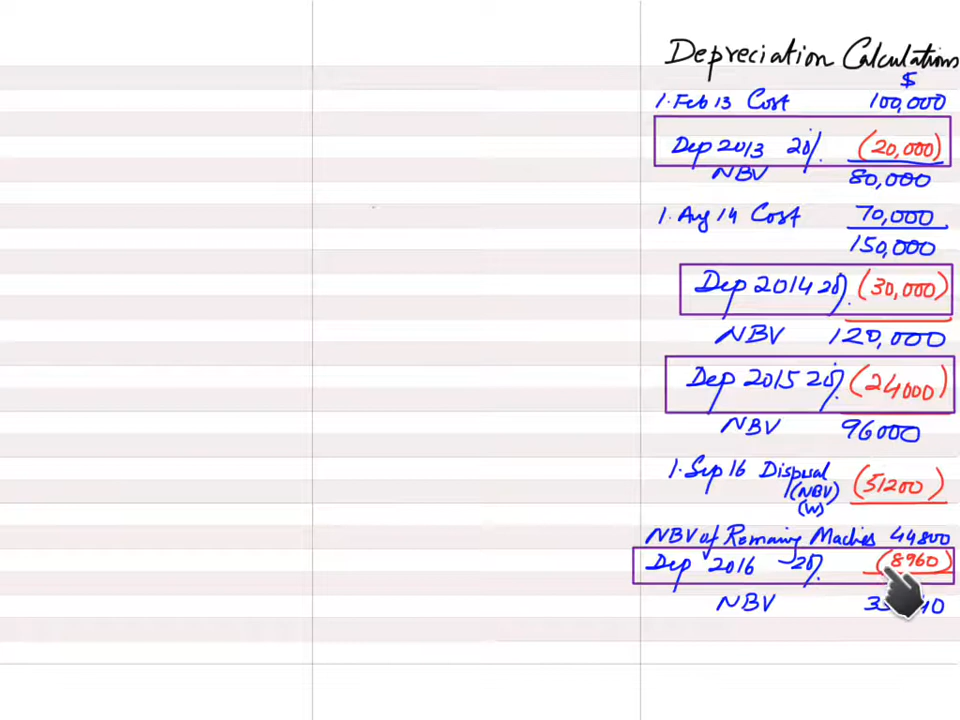 Depreciation Calculations
$
1. Feb 13 Cost 100,000
Dep 2013 20% (20,000)
NBV 80,000
1. Aug 14 Cost 70,000
150,000
Dep 2014 20% (30,000)
NBV 120,000
Dep 2015 20% (24000)
NBV 96000
1. Sep 16 Disposal (51200)
(NBV)
(W)
NBV of Remaing Machies 44800
Dep 2016 20% (8960)
NBV